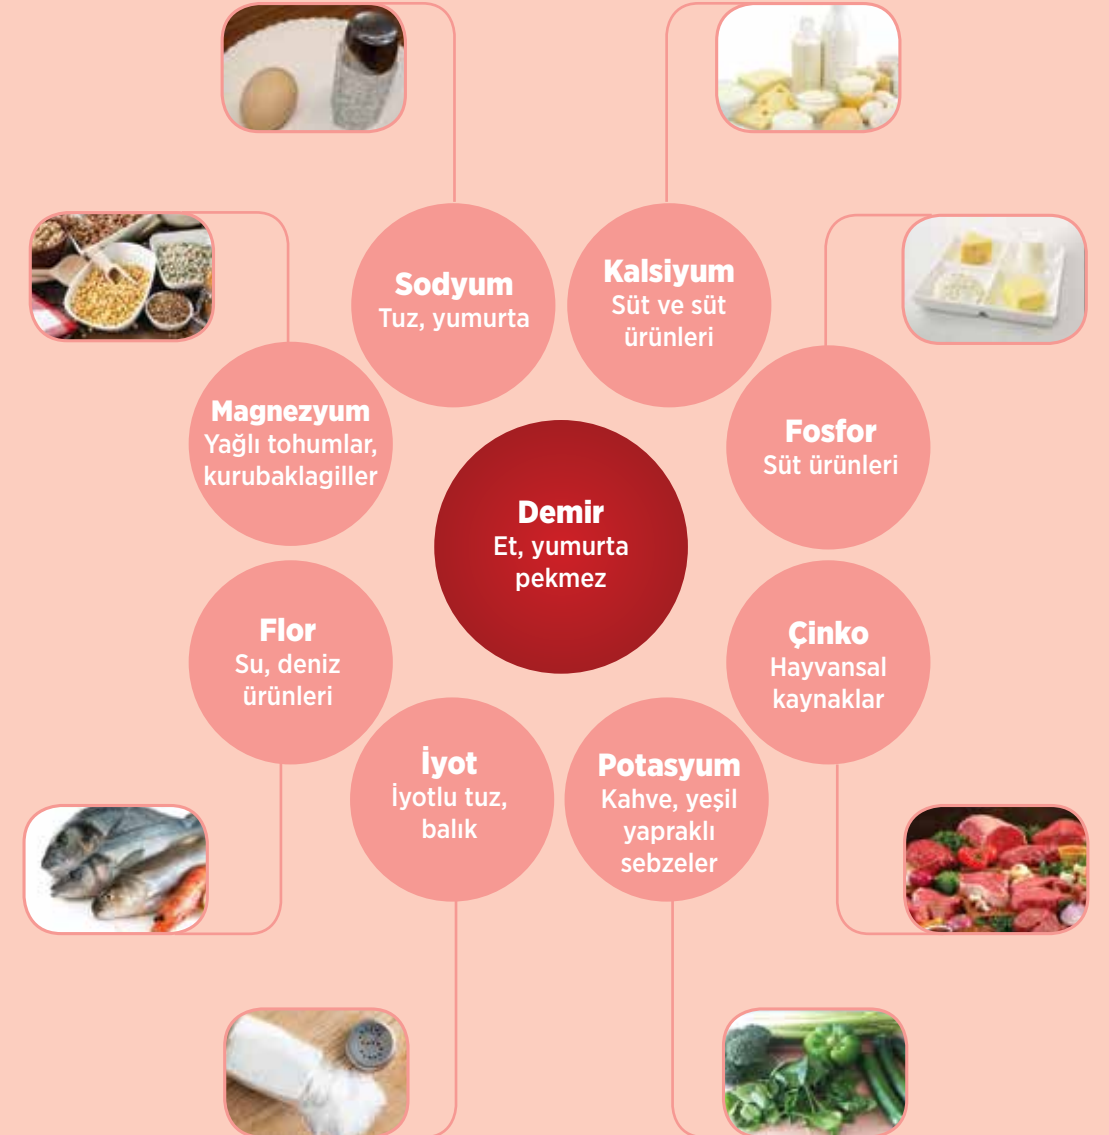 Sodyum
Tuz, yumurta
Kalsiyum
Süt ve süt
ürünleri
Magnezyum
Yağlı tohumlar,
kurubaklagiller
Fosfor
Süt ürünleri
Demir
Et, yumurta
pekmez
Flor
Su, deniz
ürünleri
Çinko
Hayvansal
kaynaklar
İyot
İyotlu tuz,
balık
Potasyum
Kahve, yeşil
yapraklı
sebzeler